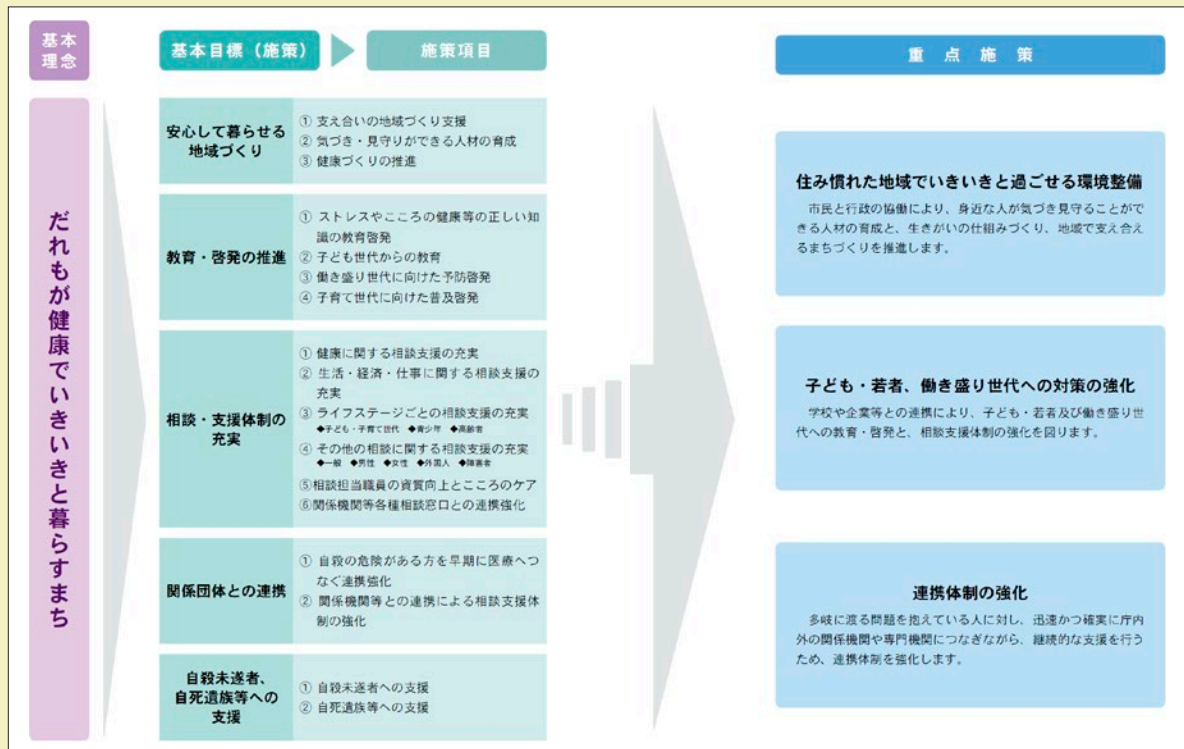 基本
理念
基本目標（施策）
施策項目
重点施策
だれもが健康でいきいきと暮らすまち
安心して暮らせる
地域づくり
① 支え合いの地域づくり支援
② 気づき・見守りができる人材の育成
③ 健康づくりの推進
教育・啓発の推進
① ストレスやこころの健康等の正しい知
識の教育啓発
② 子ども世代からの教育
③ 働き盛り世代に向けた予防啓発
④ 子育て世代に向けた普及啓発
相談・支援体制の
充実
① 健康に関する相談支援の充実
② 生活・経済・仕事に関する相談支援の
充実
③ ライフステージごとの相談支援の充実
◆子ども・子育て世代 ◆青少年 ◆高齢者
④ その他の相談に関する相談支援の充実
◆一般 ◆男性 ◆女性 ◆外国人 ◆障害者
⑤相談担当職員の資質向上とこころのケア
⑥関係機関等各種相談窓口との連携強化
関係団体との連携
① 自殺の危険がある方を早期に医療へつ
なぐ連携強化
② 関係機関等との連携による相談支援体
制の強化
自殺未遂者、
自死遺族等への
支援
① 自殺未遂者への支援
② 自死遺族等への支援
住み慣れた地域でいきいきと過ごせる環境整備
市民と行政の協働により、身近な人が気づき見守ることがで
きる人材の育成と、生きがいの仕組みづくり、地域で支え合え
るまちづくりを推進します。
子ども・若者、働き盛り世代への対策の強化
学校や企業等との連携により、子ども・若者及び働き盛り世
代への教育・啓発と、相談支援体制の強化を図ります。
連携体制の強化
多岐に渡る問題を抱えている人に対し、迅速かつ確実に庁内
外の関係機関や専門機関につなぎながら、継続的な支援を行う
ため、連携体制を強化します。